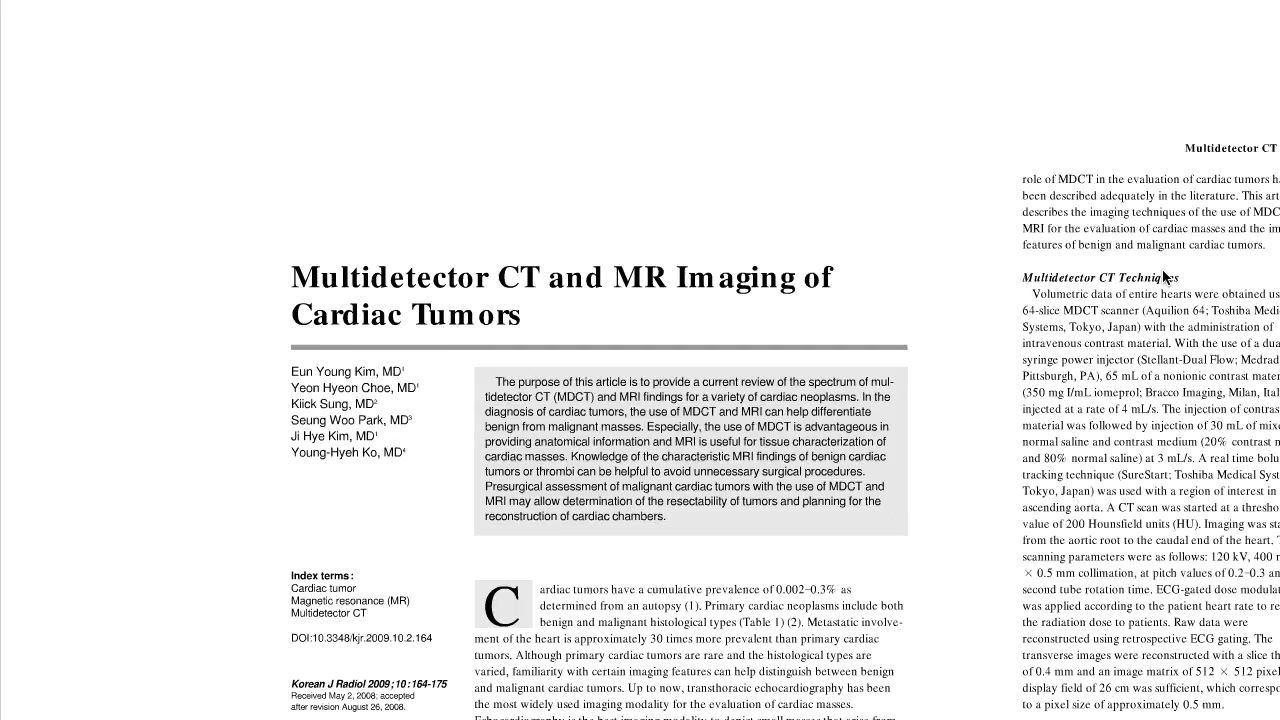 Multidetector CT and MR Imaging of
Cardiac Tumors
Eun Young Kim, MD1
Yeon Hyeon Choe, MD1
Kiick Sung, MD2
Seung Woo Park, MD3
Ji Hye Kim, MD1
Young-Hyeh Ko, MD4
The purpose of this article is to provide a current review of the spectrum of mul-
tidetector CT (MDCT) and MRI findings for a variety of cardiac neoplasms. In the
diagnosis of cardiac tumors, the use of MDCT and MRI can help differentiate
benign from malignant masses. Especially, the use of MDCT is advantageous in
providing anatomical information and MRI is useful for tissue characterization of
cardiac masses. Knowledge of the characteristic MRI findings of benign cardiac
tumors or thrombi can be helpful to avoid unnecessary surgical procedures.
Presurgical assessment of malignant cardiac tumors with the use of MDCT and
MRI may allow determination of the resectability of tumors and planning for the
reconstruction of cardiac chambers.
Index terms:
Cardiac tumor
Magnetic resonance (MR)
Multidetector CT
DOI:10.3348/kjr.2009.10.2.164
Korean J Radiol 2009;10:164-175
Received May 2, 2008; accepted
after revision August 26, 2008.
Cardiac tumors have a cumulative prevalence of 0.002–0.3% as
determined from an autopsy (1). Primary cardiac neoplasms include both
benign and malignant histological types (Table 1) (2). Metastatic involve-
ment of the heart is approximately 30 times more prevalent than primary cardiac
tumors. Although primary cardiac tumors are rare and the histological types are
varied, familiarity with certain imaging features can help distinguish between benign
and malignant cardiac tumors. Up to now, transthoracic echocardiography has been
the most widely used imaging modality for the evaluation of cardiac masses.
Echocardiography is the best imaging modality to depict small masses that arise from
Multidetector CT
role of MDCT in the evaluation of cardiac tumors ha
been described adequately in the literature. This art
describes the imaging techniques of the use of MDC
MRI for the evaluation of cardiac masses and the im
features of benign and malignant cardiac tumors.
Multidetector CT Techniques
Volumetric data of entire hearts were obtained us
64-slice MDCT scanner (Aquilion 64; Toshiba Medi
Systems, Tokyo, Japan) with the administration of
intravenous contrast material. With the use of a dua
syringe power injector (Stellant-Dual Flow; Medrad
Pittsburgh, PA), 65 mL of a nonionic contrast mater
(350 mg I/mL iomeprol; Bracco Imaging, Milan, Ital
injected at a rate of 4 mL/s. The injection of contras
material was followed by injection of 30 mL of mixe
normal saline and contrast medium (20% contrast m
and 80% normal saline) at 3 mL/s. A real time bolu
tracking technique (SureStart; Toshiba Medical Syst
Tokyo, Japan) was used with a region of interest in
ascending aorta. A CT scan was started at a thresho
value of 200 Hounsfield units (HU). Imaging was sta
from the aortic root to the caudal end of the heart. T
scanning parameters were as follows: 120 kV, 400 m
× 0.5 mm collimation, at pitch values of 0.2–0.3 an
second tube rotation time. ECG-gated dose modulat
was applied according to the patient heart rate to re
the radiation dose to patients. Raw data were
reconstructed using retrospective ECG gating. The
transverse images were reconstructed with a slice th
of 0.4 mm and an image matrix of 512 × 512 pixel
display field of 26 cm was sufficient, which correspo
to a pixel size of approximately 0.5 mm.